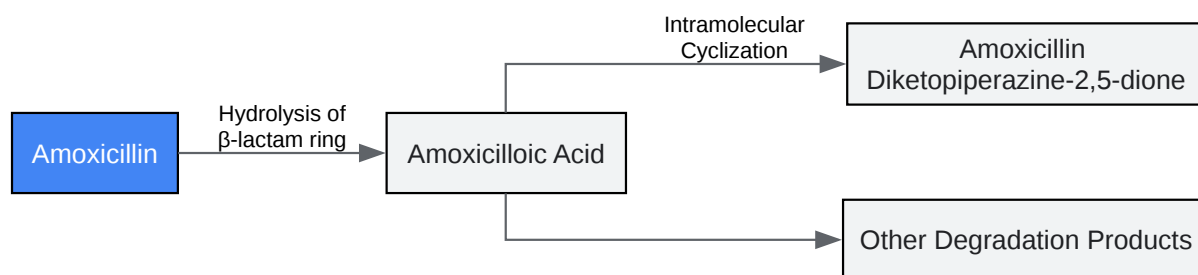 Intramolecular
Cyclization
Amoxicillin
Diketopiperazine-2,5-dione
Hydrolysis of
β-lactam ring
Amoxicillin
Amoxicilloic Acid
Other Degradation Products